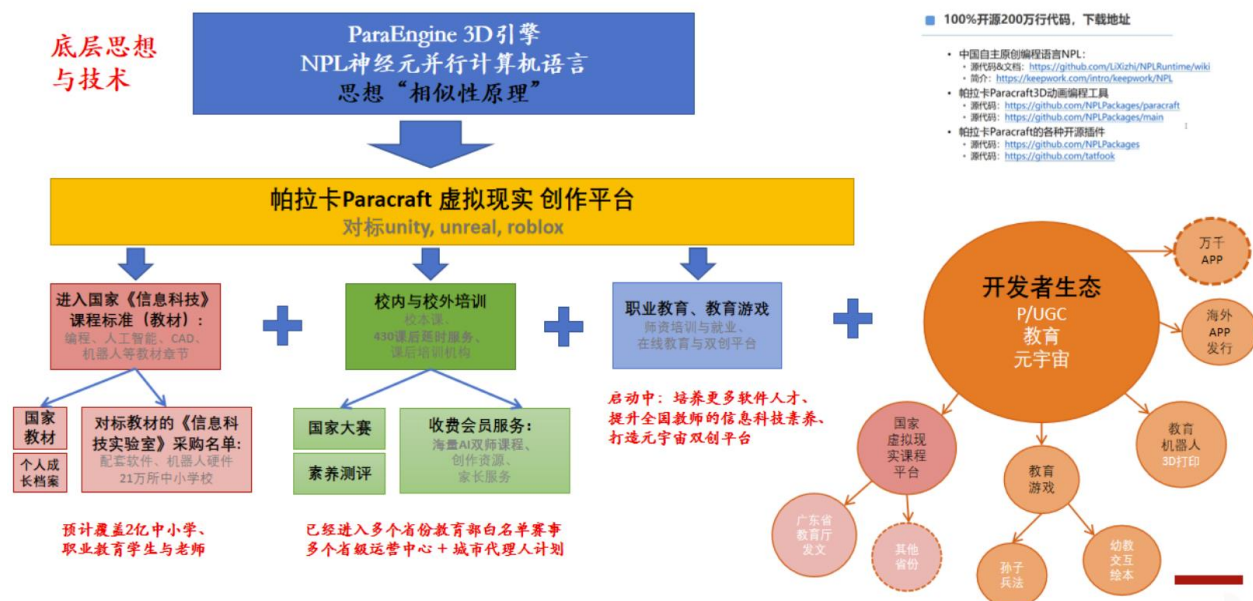 底层思想
与技术
ParaEngine 3D引擎
NPL神经元并行计算机语言
思想“相似性原理”
100%开源200万行代码，下载地址
• 中国自主原创编程语言NPL：
• 源代码&文档：https://github.com/LiXizhi/NPLRuntime/wiki
• 简介：https://keepwork.com/intro/keepwork/NPL
• 帕拉卡Paracraft3D动画编程工具
• 源代码：https://github.com/NPLPackages/paracraft
• 源代码：https://github.com/NPLPackages/main
• 帕拉卡Paracraft的各种开源插件
• 源代码：https://github.com/NPLPackages
• 源代码：https://github.com/tatfook
帕拉卡Paracraft 虚拟现实 创作平台
对标unity, unreal, roblox
进入国家《信息科技》
课程标准（教材）:
编程、人工智能、CAD、
机器人等教材章节
国家
教材
个人成
长档案
对标教材的《信息科
技实验室》采购名单:
配套软件、机器人硬件
21万所中小学校
预计覆盖2亿中小学、
职业教育学生与老师
校内与校外培训
校本课、
430课后延时服务、
课后培训机构
国家大赛
素养测评
收费会员服务:
海量AI双师课程、
创作资源、
家长服务
已经进入多个省份教育部白名单赛事
多个省级运营中心 + 城市代理人计划
职业教育、教育游戏
师资培训与就业、
在线教育与双创平台
启动中：培养更多软件人才、
提升全国教师的信息科技素养、
打造元宇宙双创平台
开发者生态
P/UGC
教育
元宇宙
万千
APP
海外
APP
发行
教育
机器人
3D打印
国家
虚拟现
实课程
平台
教育
游戏
广东省
教育厅
发文
其他
省份
孙子
兵法
幼教
交互
绘本